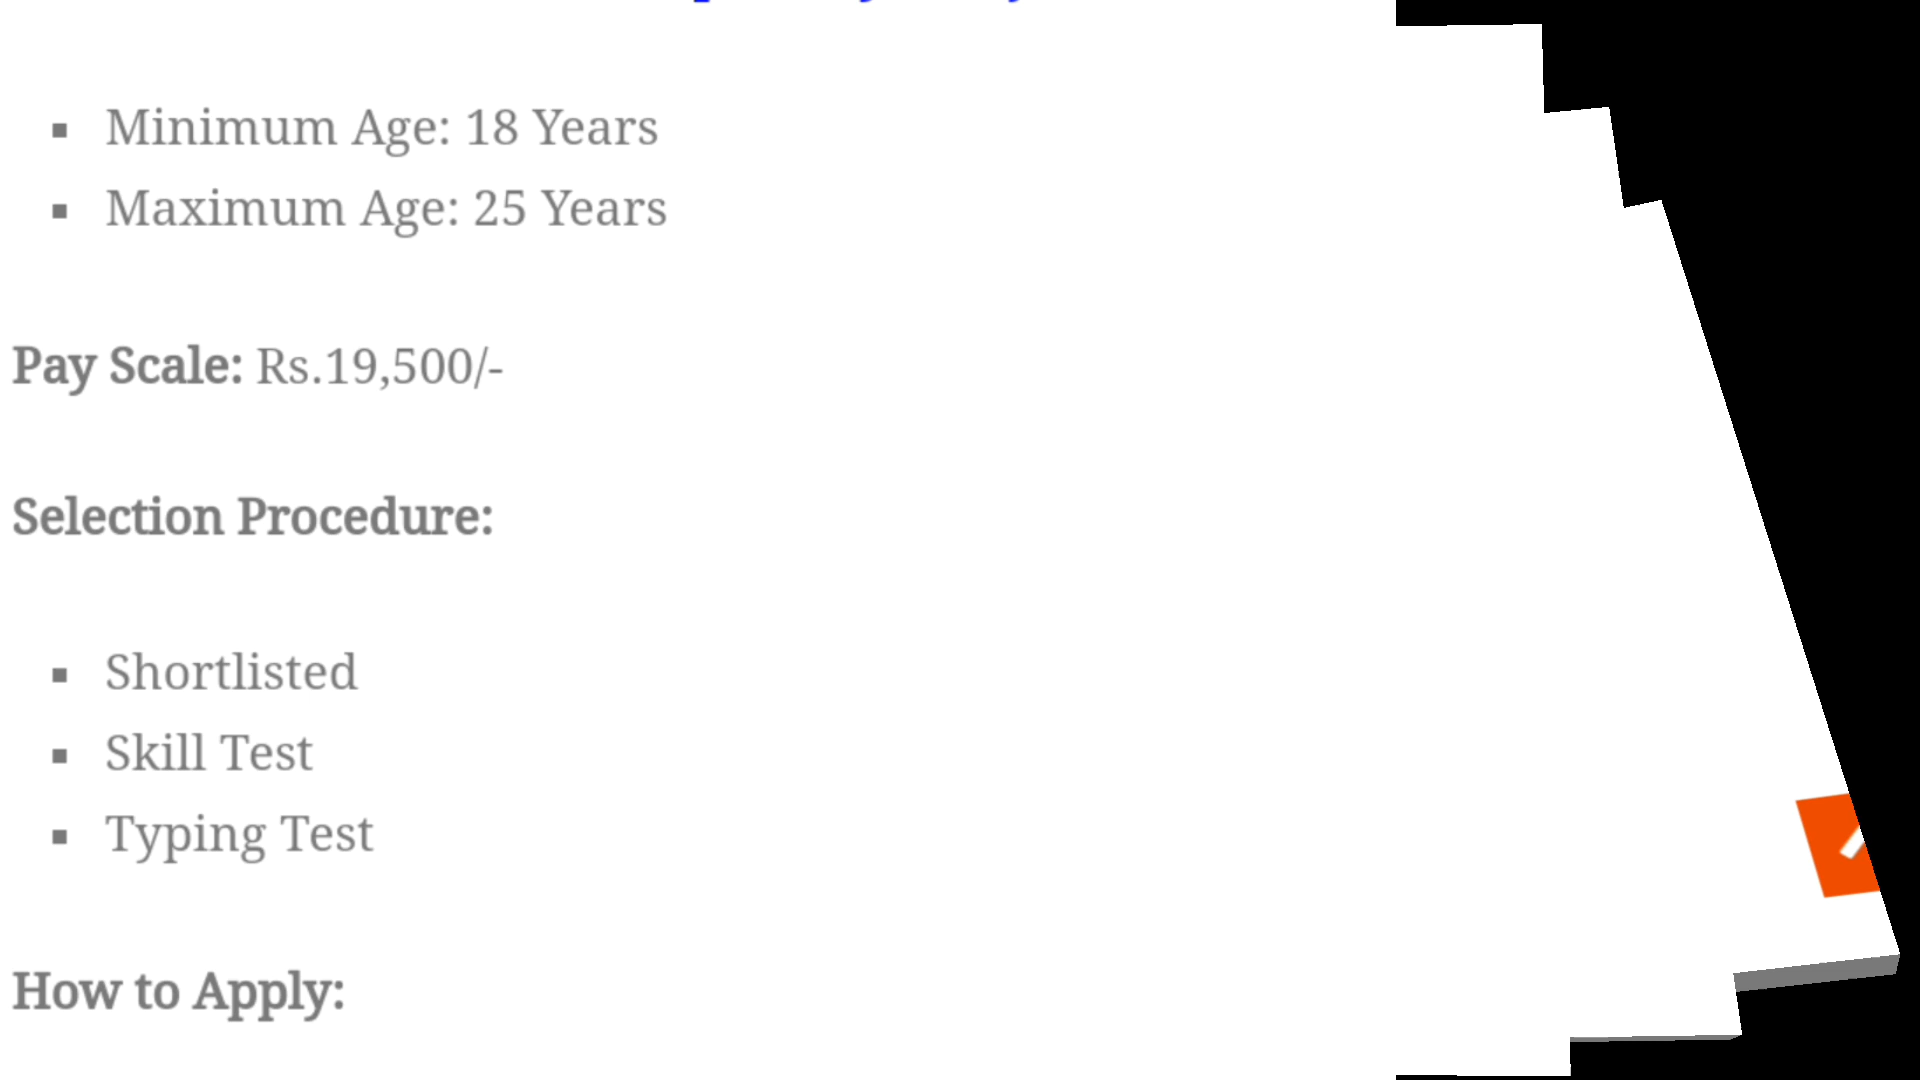 Minimum Age: 18 Years
Maximum Age: 25 Years
Pay Scale: Rs.19,500/-
Selection Procedure:
Shortlisted
Skill Test
Typing Test
How to Apply: